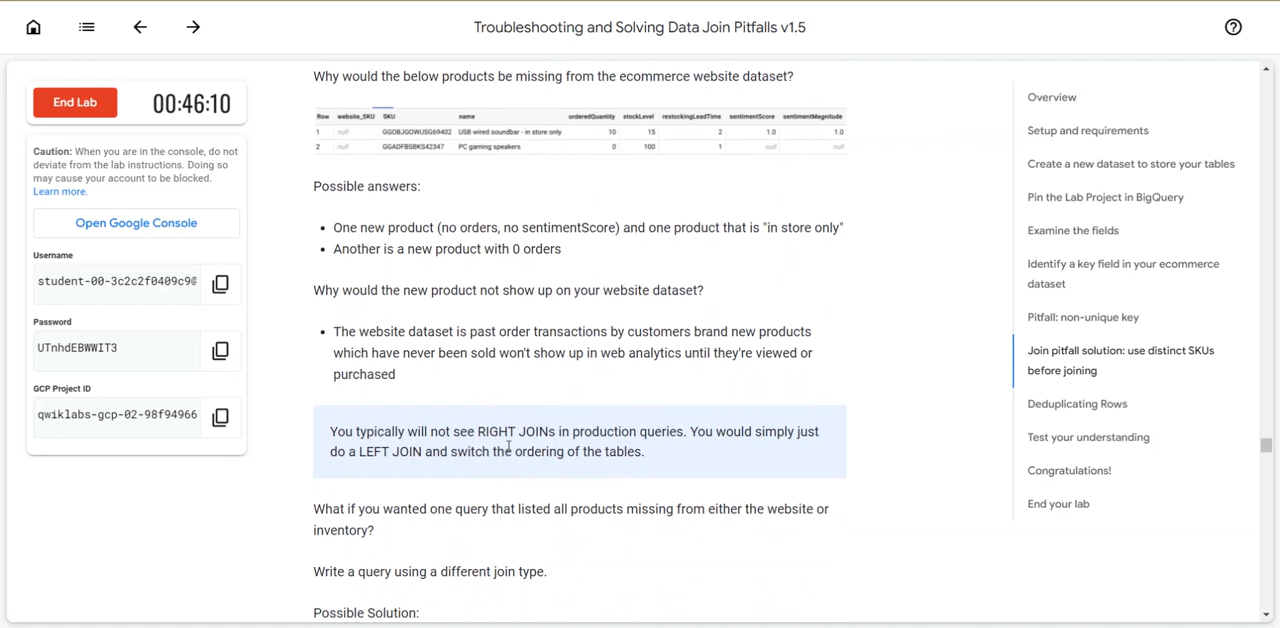 Troubleshooting and Solving Data Join Pitfalls v1.5
End Lab
00:46:10
Caution: When you are in the console, do not
deviate from the lab instructions. Doing so
may cause your account to be blocked.
Learn more.
Open Google Console
Username
student-00-3c2c2f0409c9@
Password
UTnhdEBWWIT3
GCP Project ID
qwiklabs-gcp-02-98f94966
Why would the below products be missing from the ecommerce website dataset?
Row website_SKU SKU name orderedQuantity stockLevel restockingLeadTime sentimentScore sentimentMagnitude
1 null GGOBJGOWUSG69402 USB wired soundbar - in store only 10 15 2 1.0 1.0
2 null GGADFBSBKS42347 PC gaming speakers 0 100 1 null null
Possible answers:
• One new product (no orders, no sentimentScore) and one product that is "in store only"
• Another is a new product with 0 orders
Why would the new product not show up on your website dataset?
• The website dataset is past order transactions by customers brand new products
which have never been sold won't show up in web analytics until they're viewed or
purchased
You typically will not see RIGHT JOINs in production queries. You would simply just
do a LEFT JOIN and switch the ordering of the tables.
What if you wanted one query that listed all products missing from either the website or
inventory?
Write a query using a different join type.
Possible Solution:
Overview
Setup and requirements
Create a new dataset to store your tables
Pin the Lab Project in BigQuery
Examine the fields
Identify a key field in your ecommerce
dataset
Pitfall: non-unique key
Join pitfall solution: use distinct SKUs
before joining
Deduplicating Rows
Test your understanding
Congratulations!
End your lab